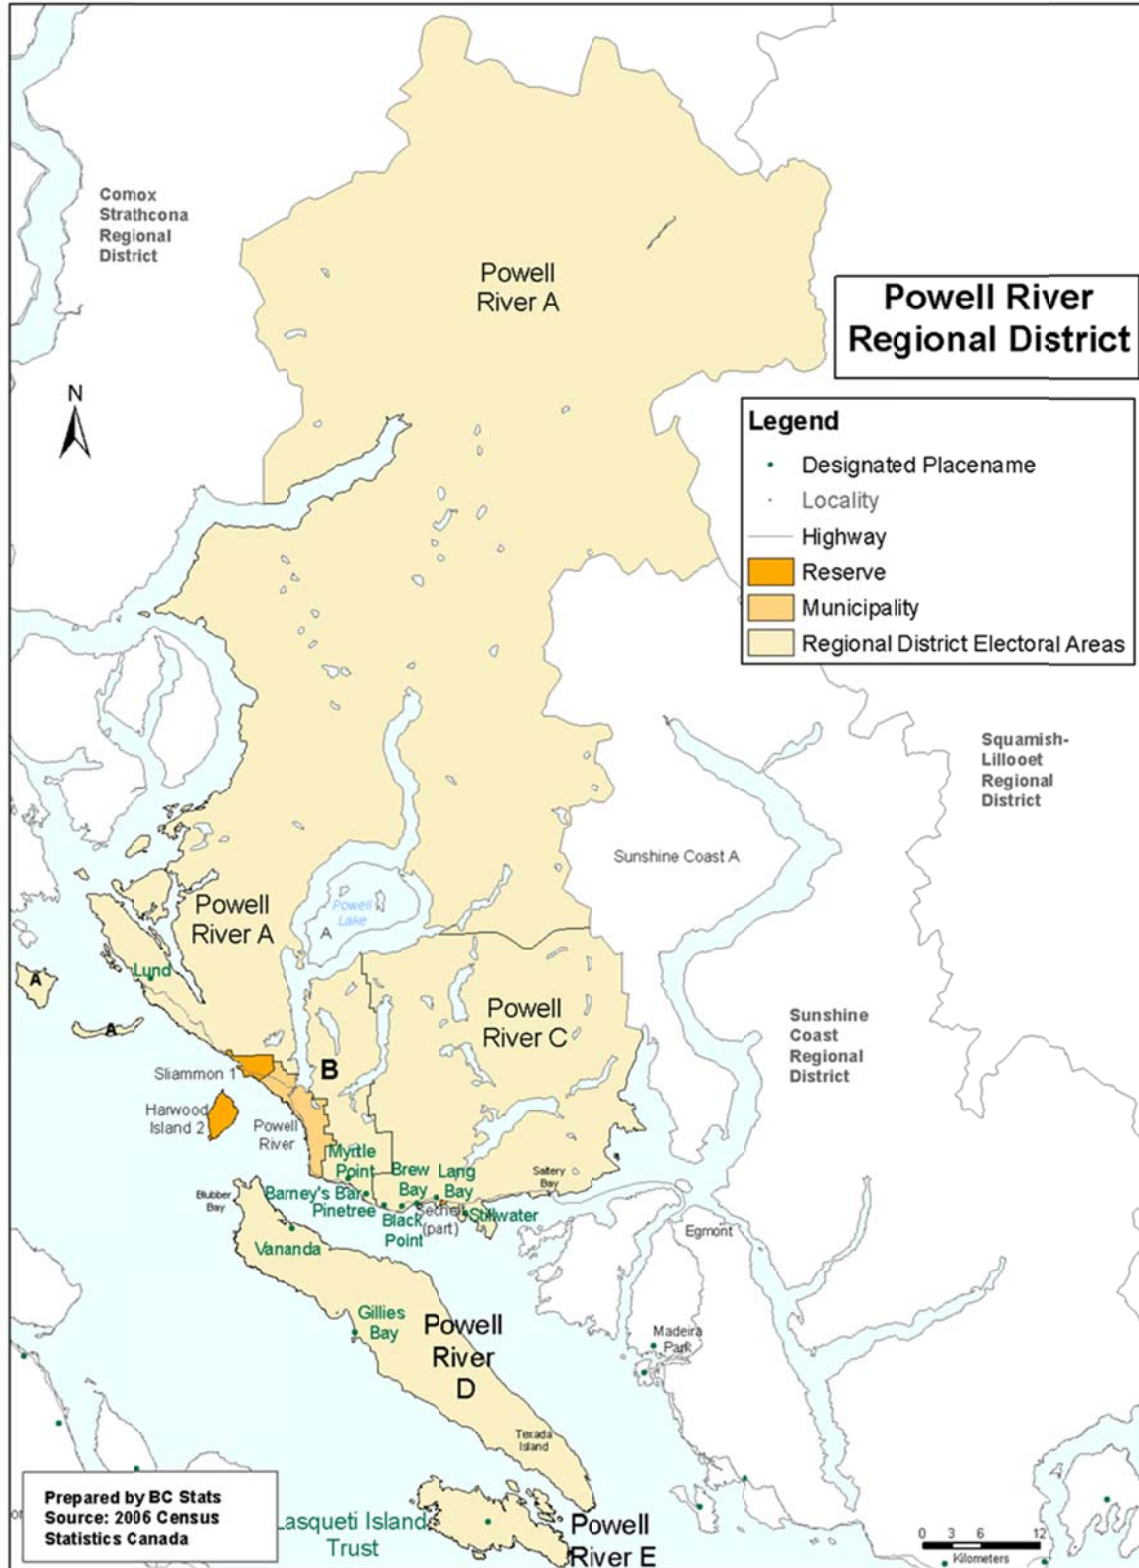 Comox
Strathcona
Regional
District
Powell
River A
Powell River
Regional District
N
Legend
Designated Placename
Locality
Highway
Reserve
Municipality
Regional District Electoral Areas
Squamish-
Lillooet
Regional
District
Sunshine Coast A
Powell
River A
Powell
Lake
A
Lund
A
A
Powell
River C
Sunshine
Coast
Regional
District
B
Sliammon 1
Harwood
Island 2
Powell
River
Myrtle
Point
Brew
Bay
Lang
Bay
Saltery
Bay
Blubber
Bay
Barney's Bar
Pinetree
Black
Point
(part)
Stillwater
Egmont
Vananda
Gillies
Bay
Powell
River
D
Madeira
Park
Texada
Island
Prepared by BC Stats
Source: 2006 Census
Statistics Canada
asqueti Island
Trust
Powell
River E
0 3 6 12
Kilometers